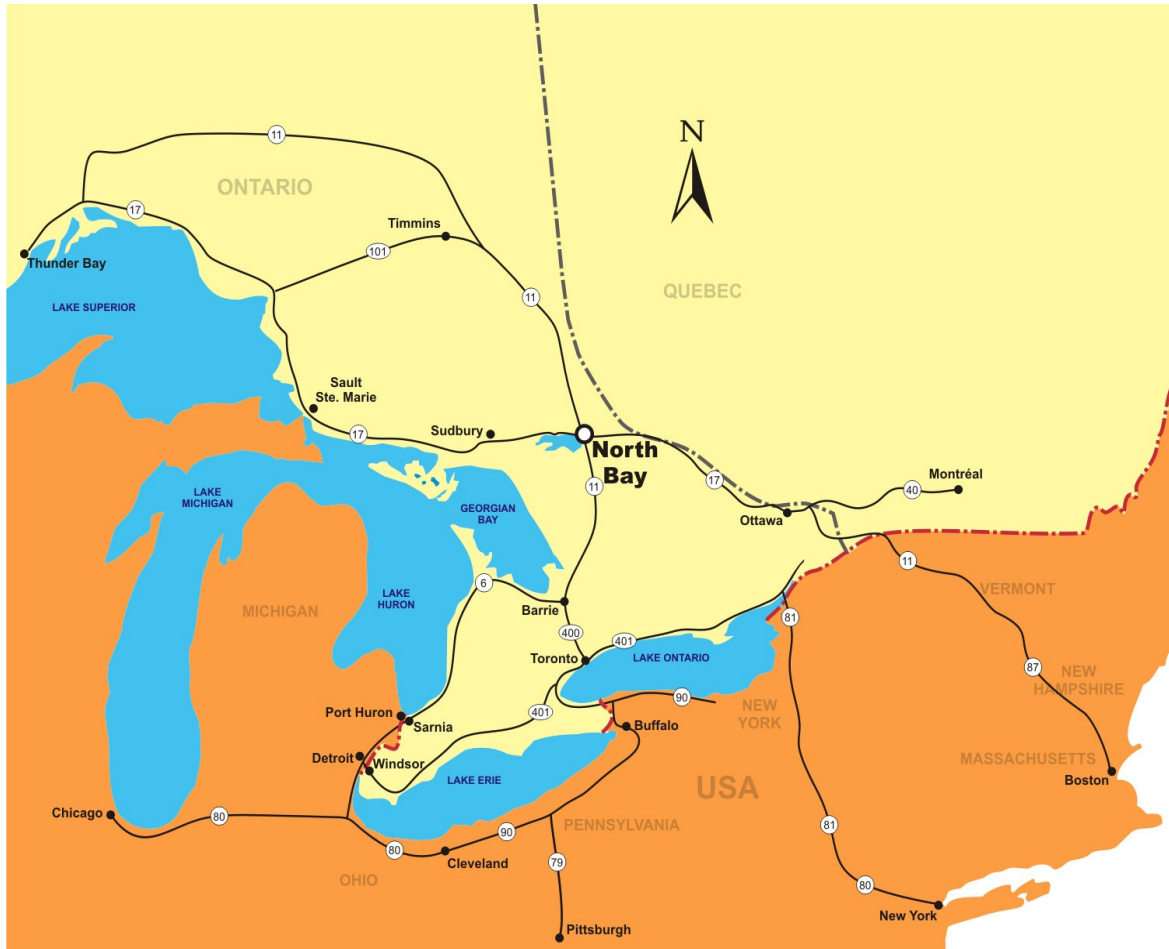 N
11
ONTARIO
17
Timmins
101
Thunder Bay
11
QUEBEC
LAKE SUPERIOR
Sault
Ste. Marie
17
Sudbury
North
Bay
11
17
Montréal
40
Ottawa
LAKE
MICHIGAN
GEORGIAN
BAY
11
6
MICHIGAN
LAKE
HURON
VERMONT
Barrie
81
400
401
Toronto
LAKE ONTARIO
87
NEW
HAMPSHIRE
90
NEW
YORK
401
Port Huron
Sarnia
Buffalo
Detroit
Windsor
MASSACHUSETTS
Boston
LAKE ERIE
USA
Chicago
80
90
PENNSYLVANIA
81
80
Cleveland
79
OHIO
80
New York
Pittsburgh